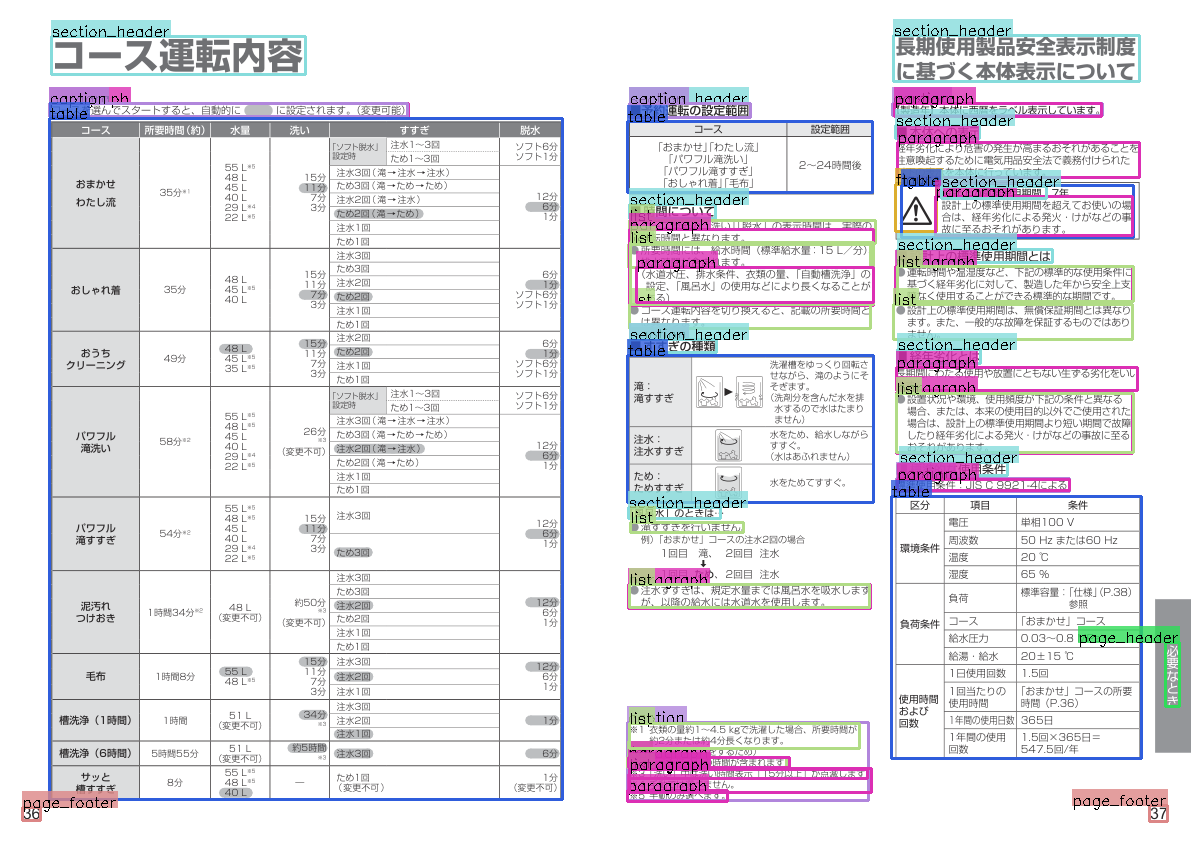 section_header
コース運転内容
caption
table
選んでスタートすると、自動的に に設定されます。(変更可能)
コース 所要時間(約) 水量 洗い すすぎ 脱水
おまかせ
わたし流
35分※1
55 L※5
48 L
45 L
40 L
29 L※4
22 L※5
15分
11分
7分
3分
「ソフト脱水」
設定時
注水1〜3回
ため1〜3回
ソフト6分
ソフト1分
注水3回(滝→注水→注水)
ため3回(滝→ため→ため)
注水2回(滝→注水)
ため2回(滝→ため)
注水1回
ため1回
12分
6分
1分
おしゃれ着
35分
48 L
45 L※5
40 L
15分
11分
7分
3分
注水3回
ため3回
注水2回
ため2回
注水1回
ため1回
6分
1分
ソフト6分
ソフト1分
おうち
クリーニング
49分
48 L
45 L※5
35 L※5
15分
11分
7分
3分
注水2回
ため2回
注水1回
ため1回
6分
1分
ソフト6分
ソフト1分
パワフル
滝洗い
58分※2
55 L※5
48 L※5
45 L
40 L
29 L※4
22 L※5
26分
※3
(変更不可)
「ソフト脱水」
設定時
注水1〜3回
ため1〜3回
ソフト6分
ソフト1分
注水3回(滝→注水→注水)
ため3回(滝→ため→ため)
注水2回(滝→注水)
ため2回(滝→ため)
注水1回
ため1回
12分
6分
1分
パワフル
滝すすぎ
54分※2
55 L※5
48 L※5
45 L
40 L
29 L※4
22 L※5
15分
11分
7分
3分
注水3回
ため3回
12分
6分
1分
泥汚れ
つけおき
1時間34分※2
48 L
(変更不可)
約50分
※3
(変更不可)
注水3回
ため3回
注水2回
ため2回
注水1回
ため1回
12分
6分
1分
毛布
1時間8分
55 L
48 L※5
15分
11分
7分
3分
注水3回
注水2回
注水1回
12分
6分
1分
槽洗浄(1時間)
1時間
51 L
(変更不可)
34分
※3
注水3回
注水2回
注水1回
1分
槽洗浄(6時間)
5時間55分
51 L
(変更不可)
約5時間
※3
注水3回
6分
サッと
槽すすぎ
8分
55 L※5
48 L※5
40 L
—
ため1回
(変更不可)
1分
(変更不可)
page_footer
36
caption
table
運転の設定範囲
コース 設定範囲
「おまかせ」「わたし流」
「パワフル滝洗い」
「パワフル滝すすぎ」
「おしゃれ着」「毛布」
2〜24時間後
section_header
時間について
paragraph
洗い」「脱水」の表示時間は、実際の
list
時間と異なります。
●所要時間は、給水時間(標準給水量:15 L/分)
paragraph
(水道水圧、排水条件、衣類の量、「自動槽洗浄」の
設定、「風呂水」の使用などにより長くなることが
●コース運転内容を切り換えると、記載の所要時間と
は異なります
section_header
table
すすぎの種類
滝:
滝すすぎ
洗濯槽をゆっくり回転さ
せながら、滝のようにそ
そぎます。
(洗剤分を含んだ水を排
水するので水はたまり
ません)
注水:
注水すすぎ
水をため、給水しながら
すすぐ。
(水はあふれません)
ため:
ためすすぎ
水をためてすすぐ。
section_header
水」のときは
list
●滝すすぎを行いません
例)「おまかせ」コースの注水2回の場合
1回目 滝、 2回目 注水
1回目 ため、2回目 注水
list
●注水すすぎは、規定水量までは風呂水を吸水します
が、以降の給水には水道水を使用します。
list
※1 衣類の量約1〜4.5 kgで洗濯した場合、所要時間が
約2分または約4分長くなります。
paragraph
時間が含まれます
paragraph
時間表示「15分以上」が点滅します
paragraph
※5 手動のみ選べます。
section_header
長期使用製品安全表示制度
に基づく本体表示について
paragraph
本体に西暦をラベル表示しています。
section_header
■本体への表示
paragraph
経年劣化により危害の発生が高まるおそれがあることを
注意喚起するために電気用品安全法で義務付けられた
table
section_header
paragraph
7年
設計上の標準使用期間を超えてお使いの場
合は、経年劣化による発火・けがなどの事
故に至るおそれがあります。
section_header
設計上の標準使用期間とは
list
●運転時間や温湿度など、下記の標準的な使用条件に
基づく経年劣化に対して、製造した年から安全上支
なく使用することができる標準的な期間です。
list
●設計上の標準使用期間は、無償保証期間とは異なり
ます。また、一般的な故障を保証するものではあり
ません
section_header
■経年劣化とは
paragraph
長期間にわたる使用や放置にともない生ずる劣化をいい
list
●設置状況や環境、使用頻度が下記の条件と異なる
場合、または、本来の使用目的以外でご使用された
場合は、設計上の標準使用期間より短い期間で故障
したり経年劣化による発火・けがなどの事故に至る
おそれがあります
section_header
使用条件
paragraph
条件:JIS C 9921-4による
table
区分 項目 条件
環境条件
電圧 単相100 V
周波数 50 Hz または60 Hz
温度 20 ℃
湿度 65 %
負荷条件
負荷 標準容量:「仕様」(P.38)
参照
コース 「おまかせ」コース
給水圧力 0.03〜0.8
給湯・給水 20±15 ℃
使用時間
および
回数
1日使用回数 1.5回
1回当たりの
使用時間
「おまかせ」コースの所要
時間(P.36)
1年間の使用日数 365日
1年間の使用
回数
1.5回×365日=
547.5回/年
page_header
必要なとき
page_footer
37